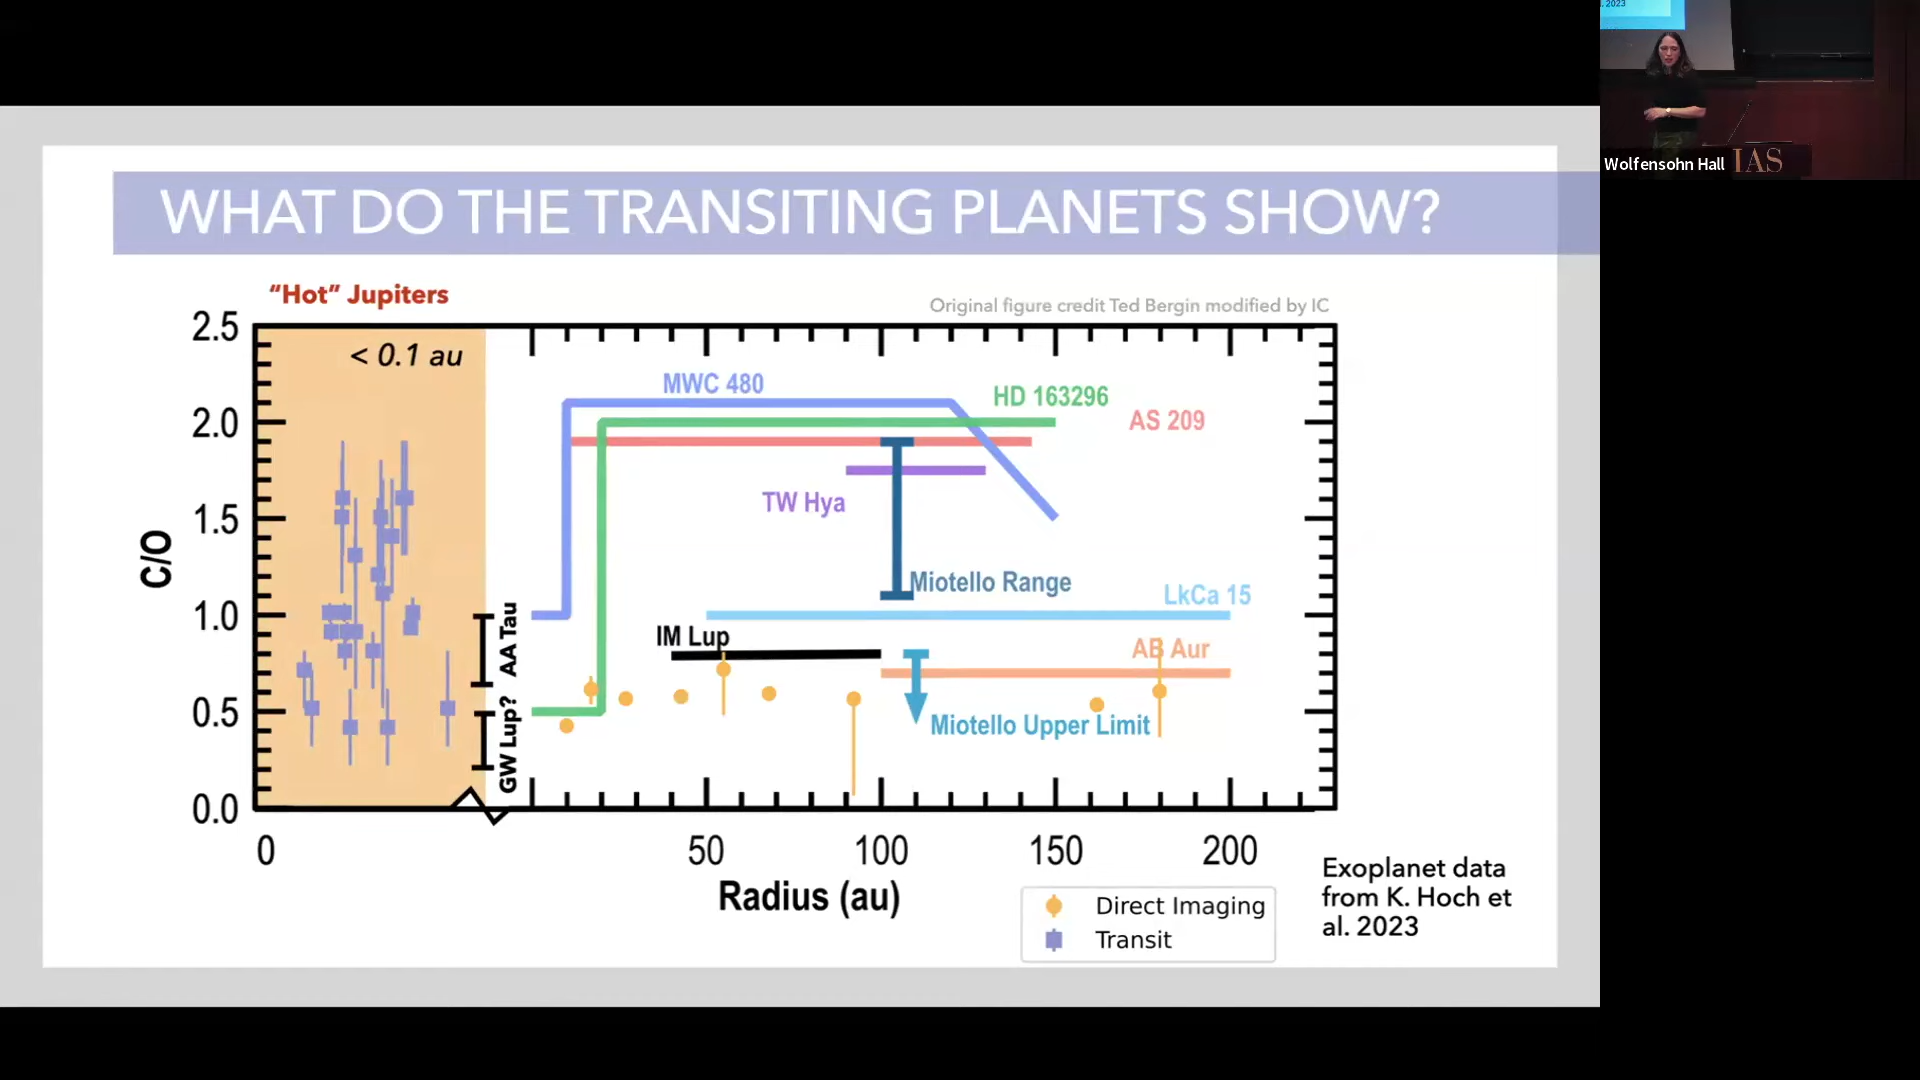 . 2023
Wolfensohn Hall
IAS
WHAT DO THE TRANSITING PLANETS SHOW?
“Hot” Jupiters
Original figure credit Ted Bergin modified by IC
< 0.1 au
2.5
2.0
1.5
1.0
0.5
0.0
C/O
MWC 480
HD 163296
AS 209
TW Hya
Miotello Range
LkCa 15
IM Lup
AB Aur
Miotello Upper Limit
AA Tau
GW Lup?
0
50
100
150
200
Radius (au)
Direct Imaging
Transit
Exoplanet data
from K. Hoch et
al. 2023